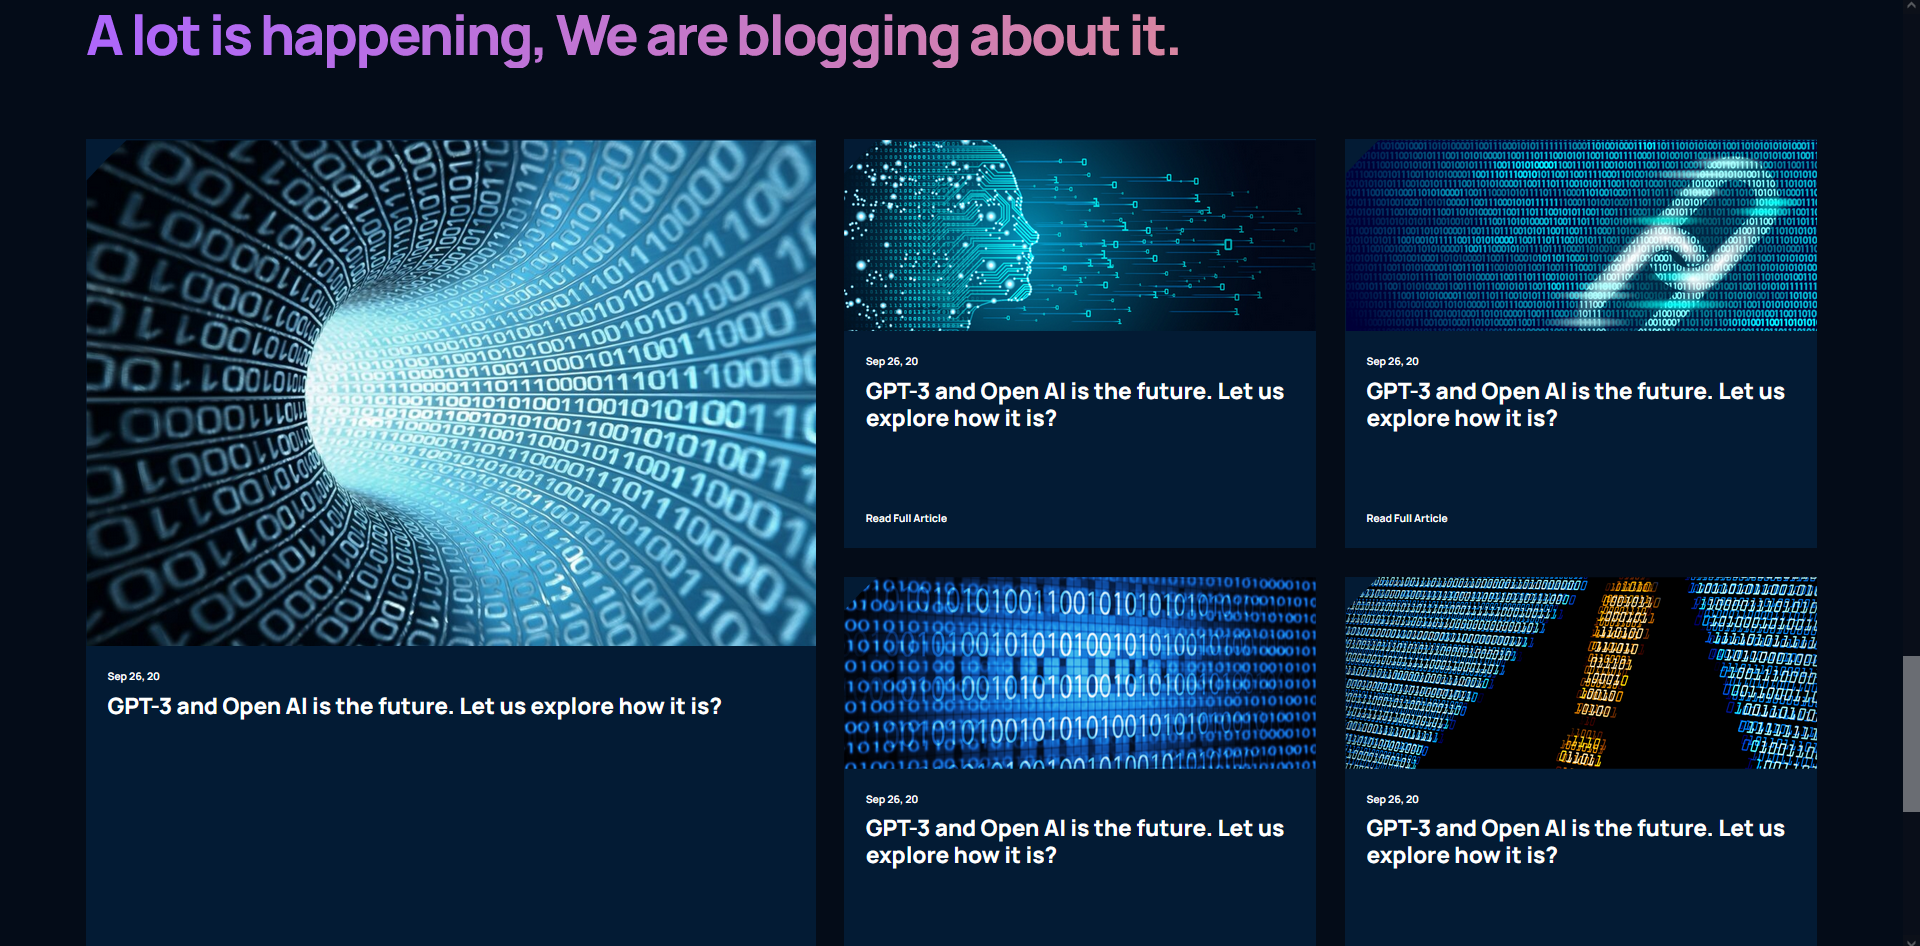 A lot is happening, We are blogging about it.
Sep 26, 20
GPT-3 and Open AI is the future. Let us explore how it is?
Sep 26, 20
GPT-3 and Open AI is the future. Let us
explore how it is?
Read Full Article
Sep 26, 20
GPT-3 and Open AI is the future. Let us
explore how it is?
Read Full Article
Sep 26, 20
GPT-3 and Open AI is the future. Let us
explore how it is?
Sep 26, 20
GPT-3 and Open AI is the future. Let us
explore how it is?